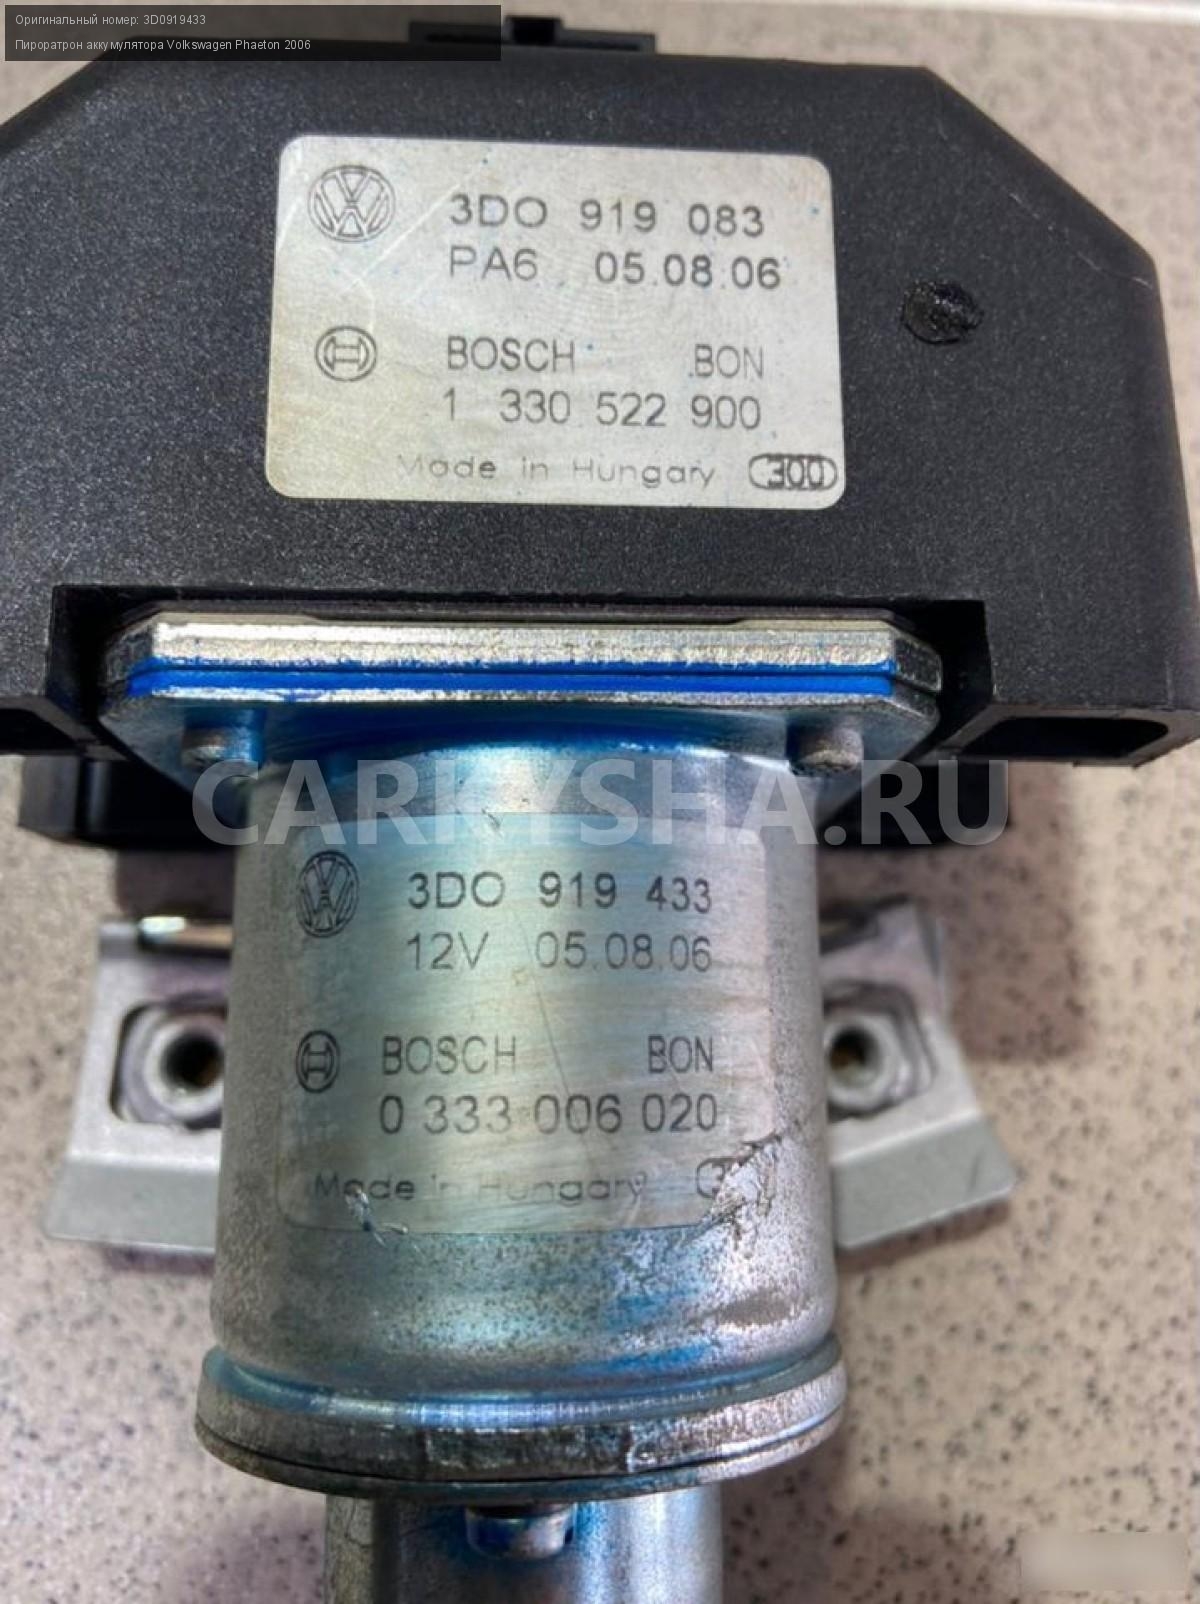 Оригинальный номер: 3D0919433
Пироратрон аккумулятора Volkswagen Phaeton 2006
3DO 919 083
PA6 05.08.06
BOSCH BON
1 330 522 900
Made in Hungary 300
CARKYSHA.RU
3DO 919 433
12V 05.08.06
BOSCH BON
0 333 006 020
Made in Hungary